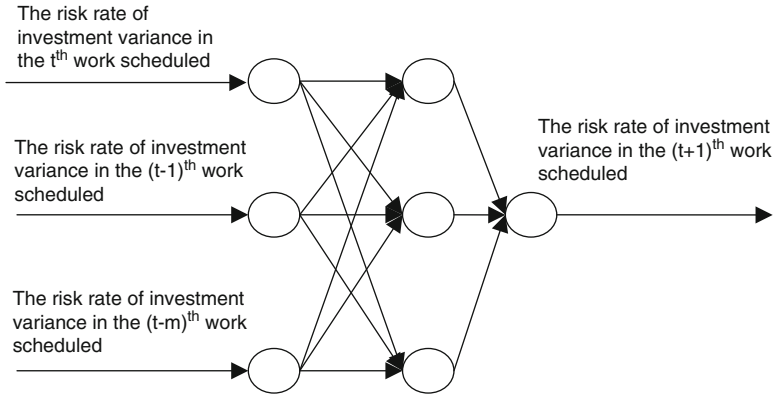 The risk rate of
investment variance in
the tth work scheduled
The risk rate of investment
variance in the (t-1)th work
scheduled
The risk rate of investment
variance in the (t-m)th work
scheduled
The risk rate of investment
variance in the (t+1)th work
scheduled